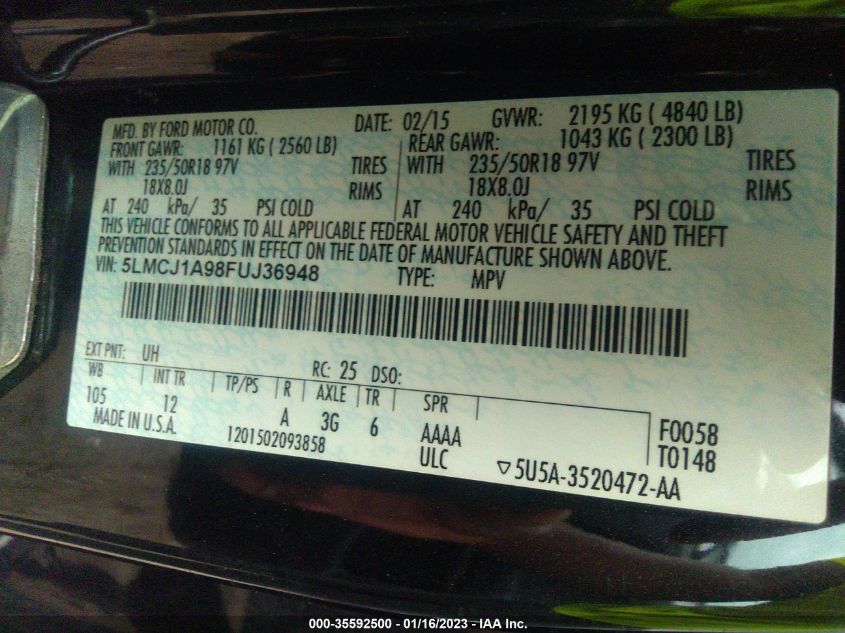 MFD. BY FORD MOTOR CO. DATE: 02/15 GVWR: 2195 KG ( 4840 LB)
FRONT GAWR: 1161 KG ( 2560 LB) REAR GAWR: 1043 KG ( 2300 LB)
WITH 235/50R18 97V TIRES WITH 235/50R18 97V TIRES
18X8.0J RIMS 18X8.0J RIMS
AT 240 kPa/ 35 PSI COLD AT 240 kPa/ 35 PSI COLD
THIS VEHICLE CONFORMS TO ALL APPLICABLE FEDERAL MOTOR VEHICLE SAFETY AND THEFT
PREVENTION STANDARDS IN EFFECT ON THE DATE OF MANUFACTURE SHOWN ABOVE.
VIN: 5LMCJ1A98FUJ36948 TYPE: MPV
EXT PNT: UH RC: 25 DSO:
WB INT TR TP/PS R AXLE TR SPR
105 12 A 3G 6 AAAA F0058
MADE IN U.S.A. 1201502093858 ULC T0148
▽5U5A-3520472-AA
000-35592500 - 01/16/2023 - IAA Inc.